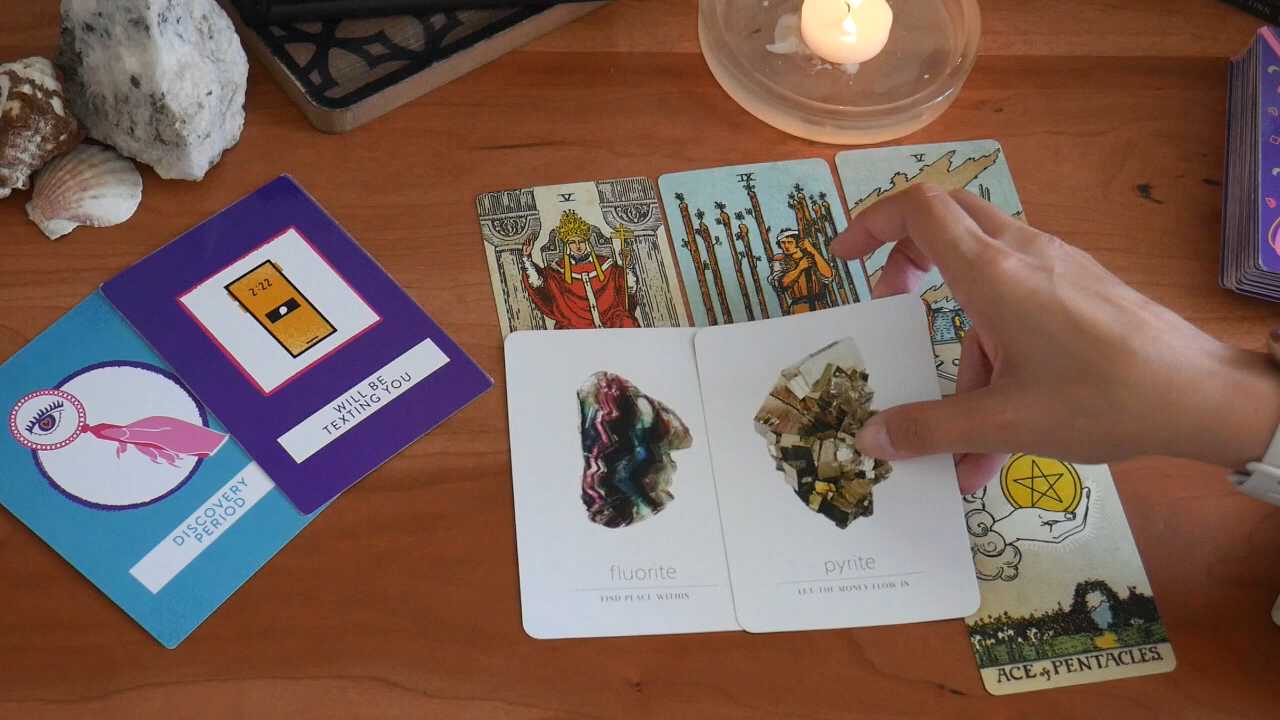 V
IX
V
2:22
WILL BE
TEXTING YOU
DISCOVERY
PERIOD
fluorite
FIND PEACE WITHIN
pyrite
LET THE MONEY FLOW IN
ACE of PENTACLES.